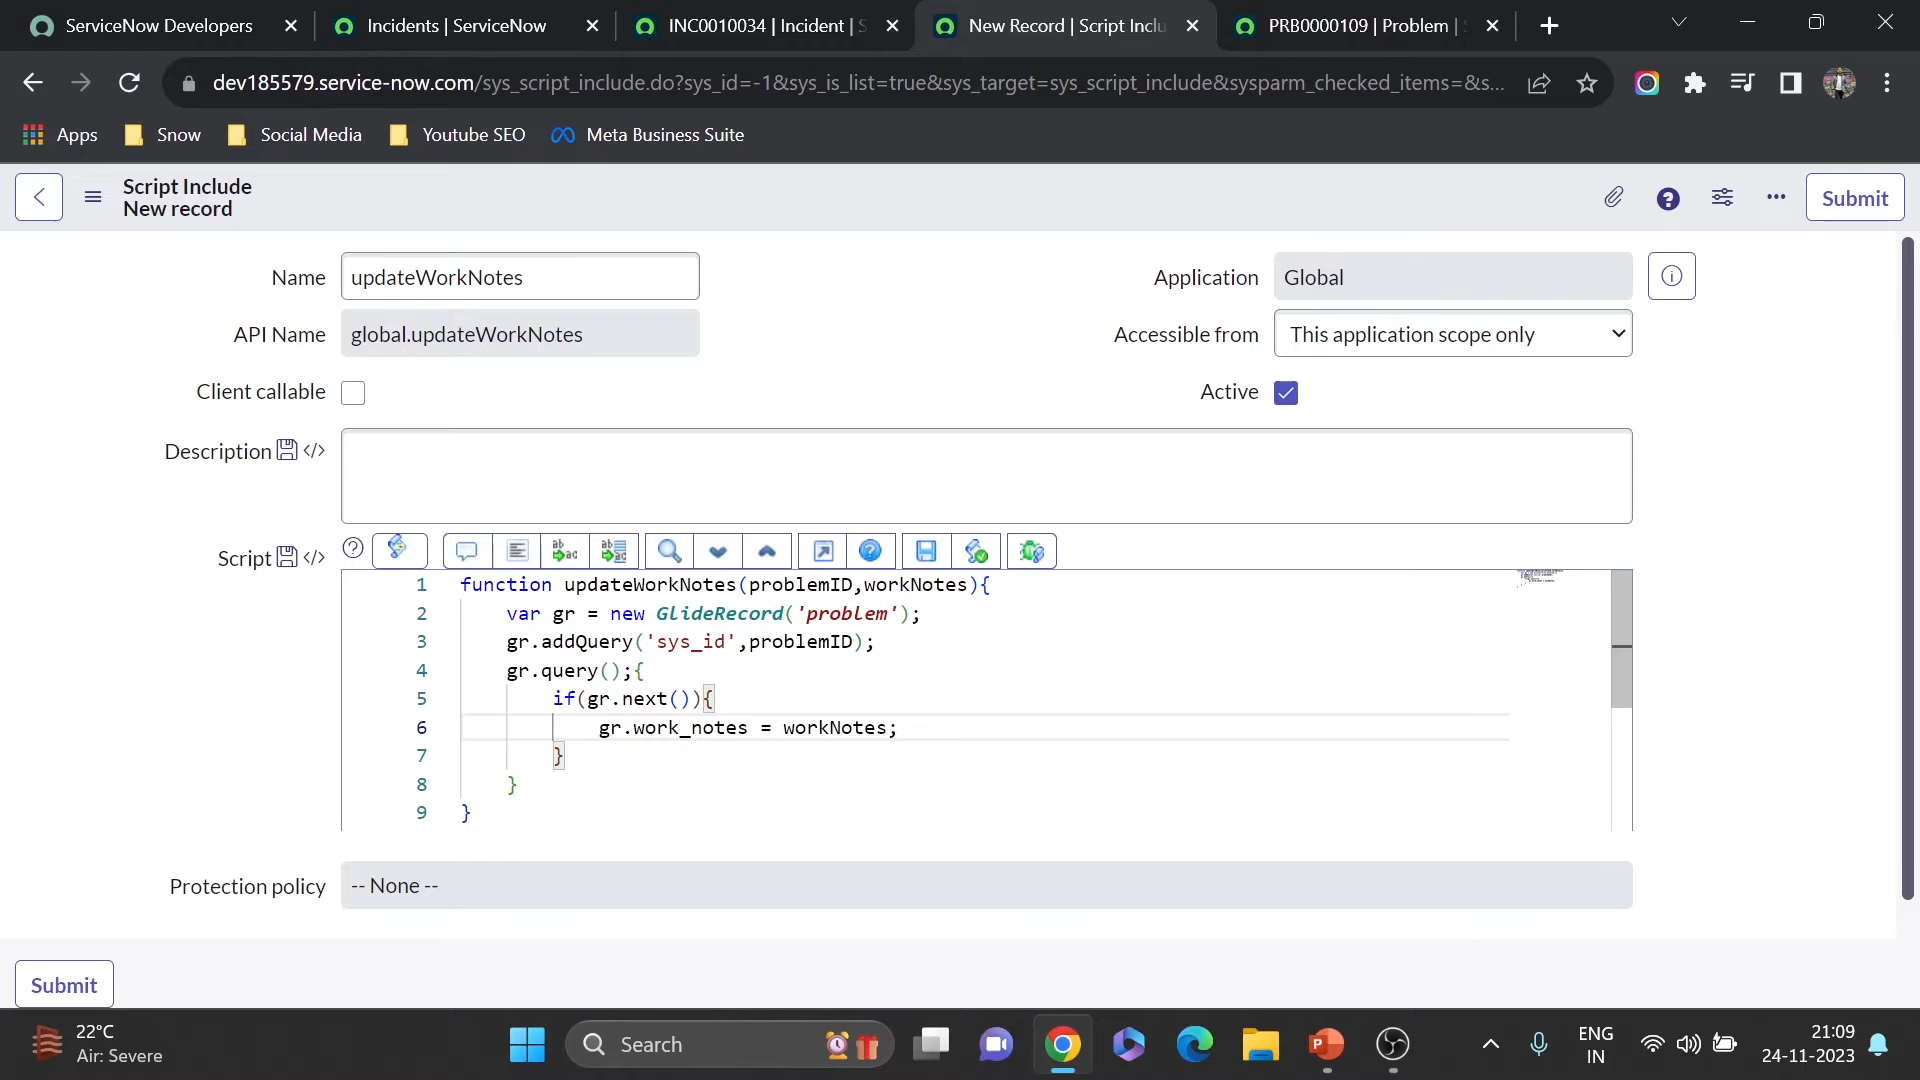 ServiceNow Developers
Incidents | ServiceNow
INC0010034 | Incident | S
New Record | Script Inclu
PRB0000109 | Problem |
dev185579.service-now.com/sys_script_include.do?sys_id=-1&sys_is_list=true&sys_target=sys_script_include&sysparm_checked_items=&s...
Apps
Snow
Social Media
Youtube SEO
Meta Business Suite
Script Include
New record
Submit
Name
updateWorkNotes
Application
Global
API Name
global.updateWorkNotes
Accessible from
This application scope only
Client callable
Active
Description
Script
1 function updateWorkNotes(problemID,workNotes){
2 var gr = new GlideRecord('problem');
3 gr.addQuery('sys_id',problemID);
4 gr.query();{
5 if(gr.next()){
6 gr.work_notes = workNotes;
7 }
8 }
9 }
Protection policy
-- None --
Submit
22°C
Air: Severe
Search
ENG
IN
21:09
24-11-2023